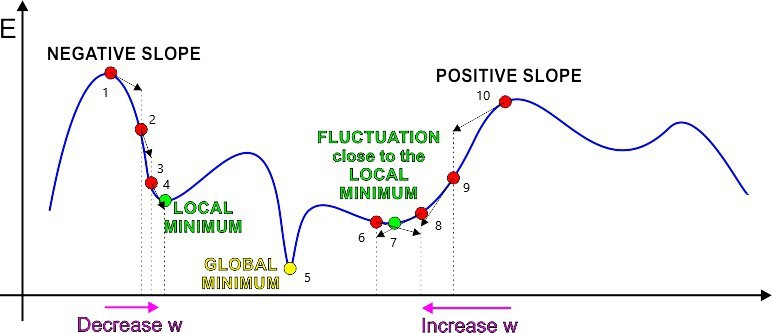 E
NEGATIVE SLOPE
1
2
3
4
LOCAL
MINIMUM
GLOBAL
MINIMUM
5
FLUCTUATION
close to the
LOCAL
MINIMUM
6
7
8
9
POSITIVE SLOPE
10
Decrease w
Increase w